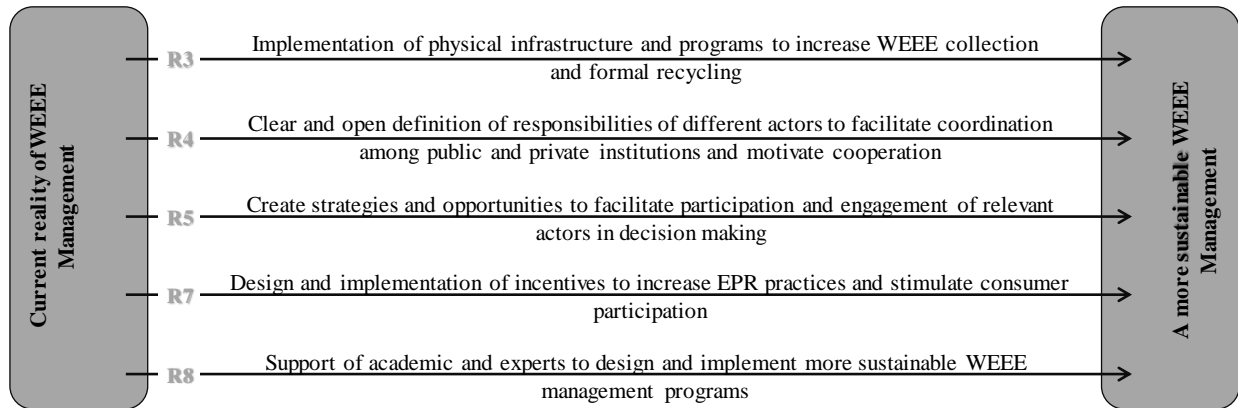 Current reality of WEEE
Management
R3
Implementation of physical infrastructure and programs to increase WEEE collection
and formal recycling
R4
Clear and open definition of responsibilities of different actors to facilitate coordination
among public and private institutions and motivate cooperation
R5
Create strategies and opportunities to facilitate participation and engagement of relevant
actors in decision making
R7
Design and implementation of incentives to increase EPR practices and stimulate consumer
participation
R8
Support of academic and experts to design and implement more sustainable WEEE
management programs
A more sustainable WEEE
Management